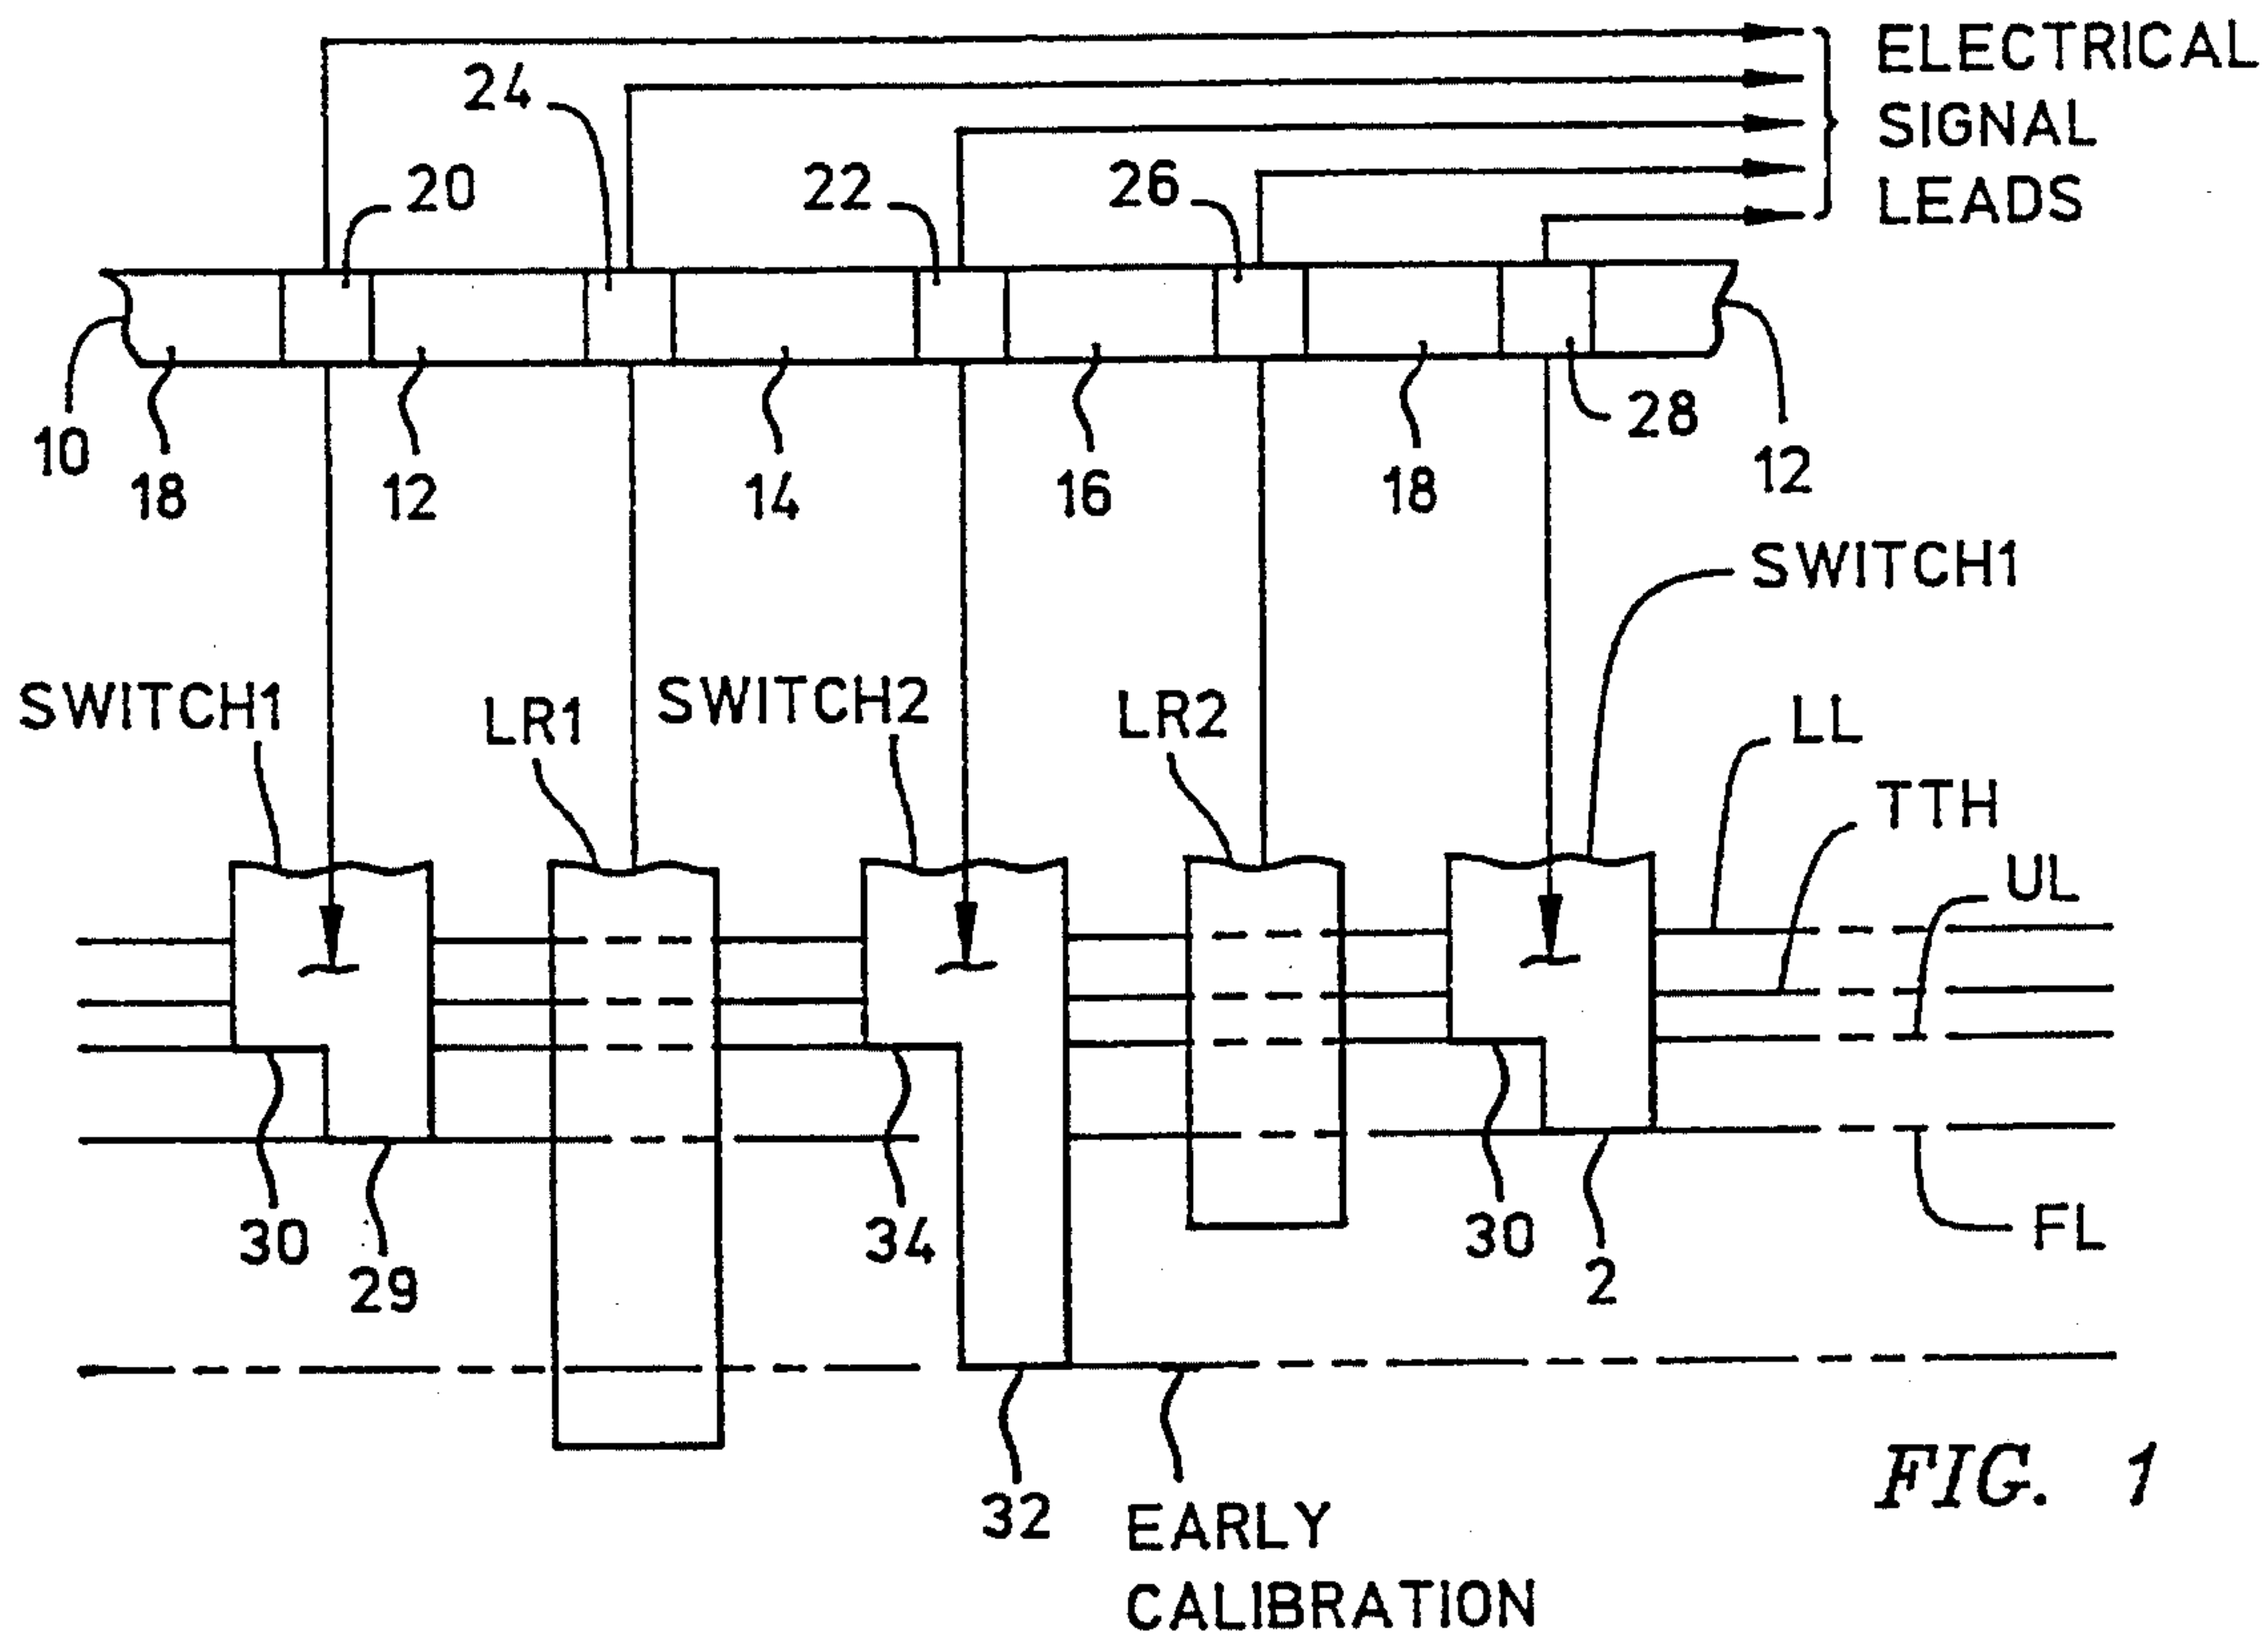 ELECTRICAL
SIGNAL
LEADS
24
20
22
26
10
18
12
14
16
18
28
12
SWITCH1
SWITCH1
LR1
SWITCH2
LR2
LL
TTH
UL
30
29
34
30
2
FL
32
EARLY
CALIBRATION
FIG. 1